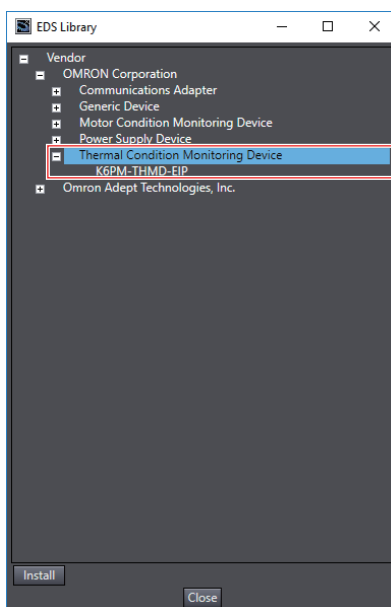 EDS Library
Vendor
OMRON Corporation
Communications Adapter
Generic Device
Motor Condition Monitoring Device
Power Supply Device
Thermal Condition Monitoring Device
K6PM-THMD-EIP
Omron Adept Technologies, Inc.
Install
Close